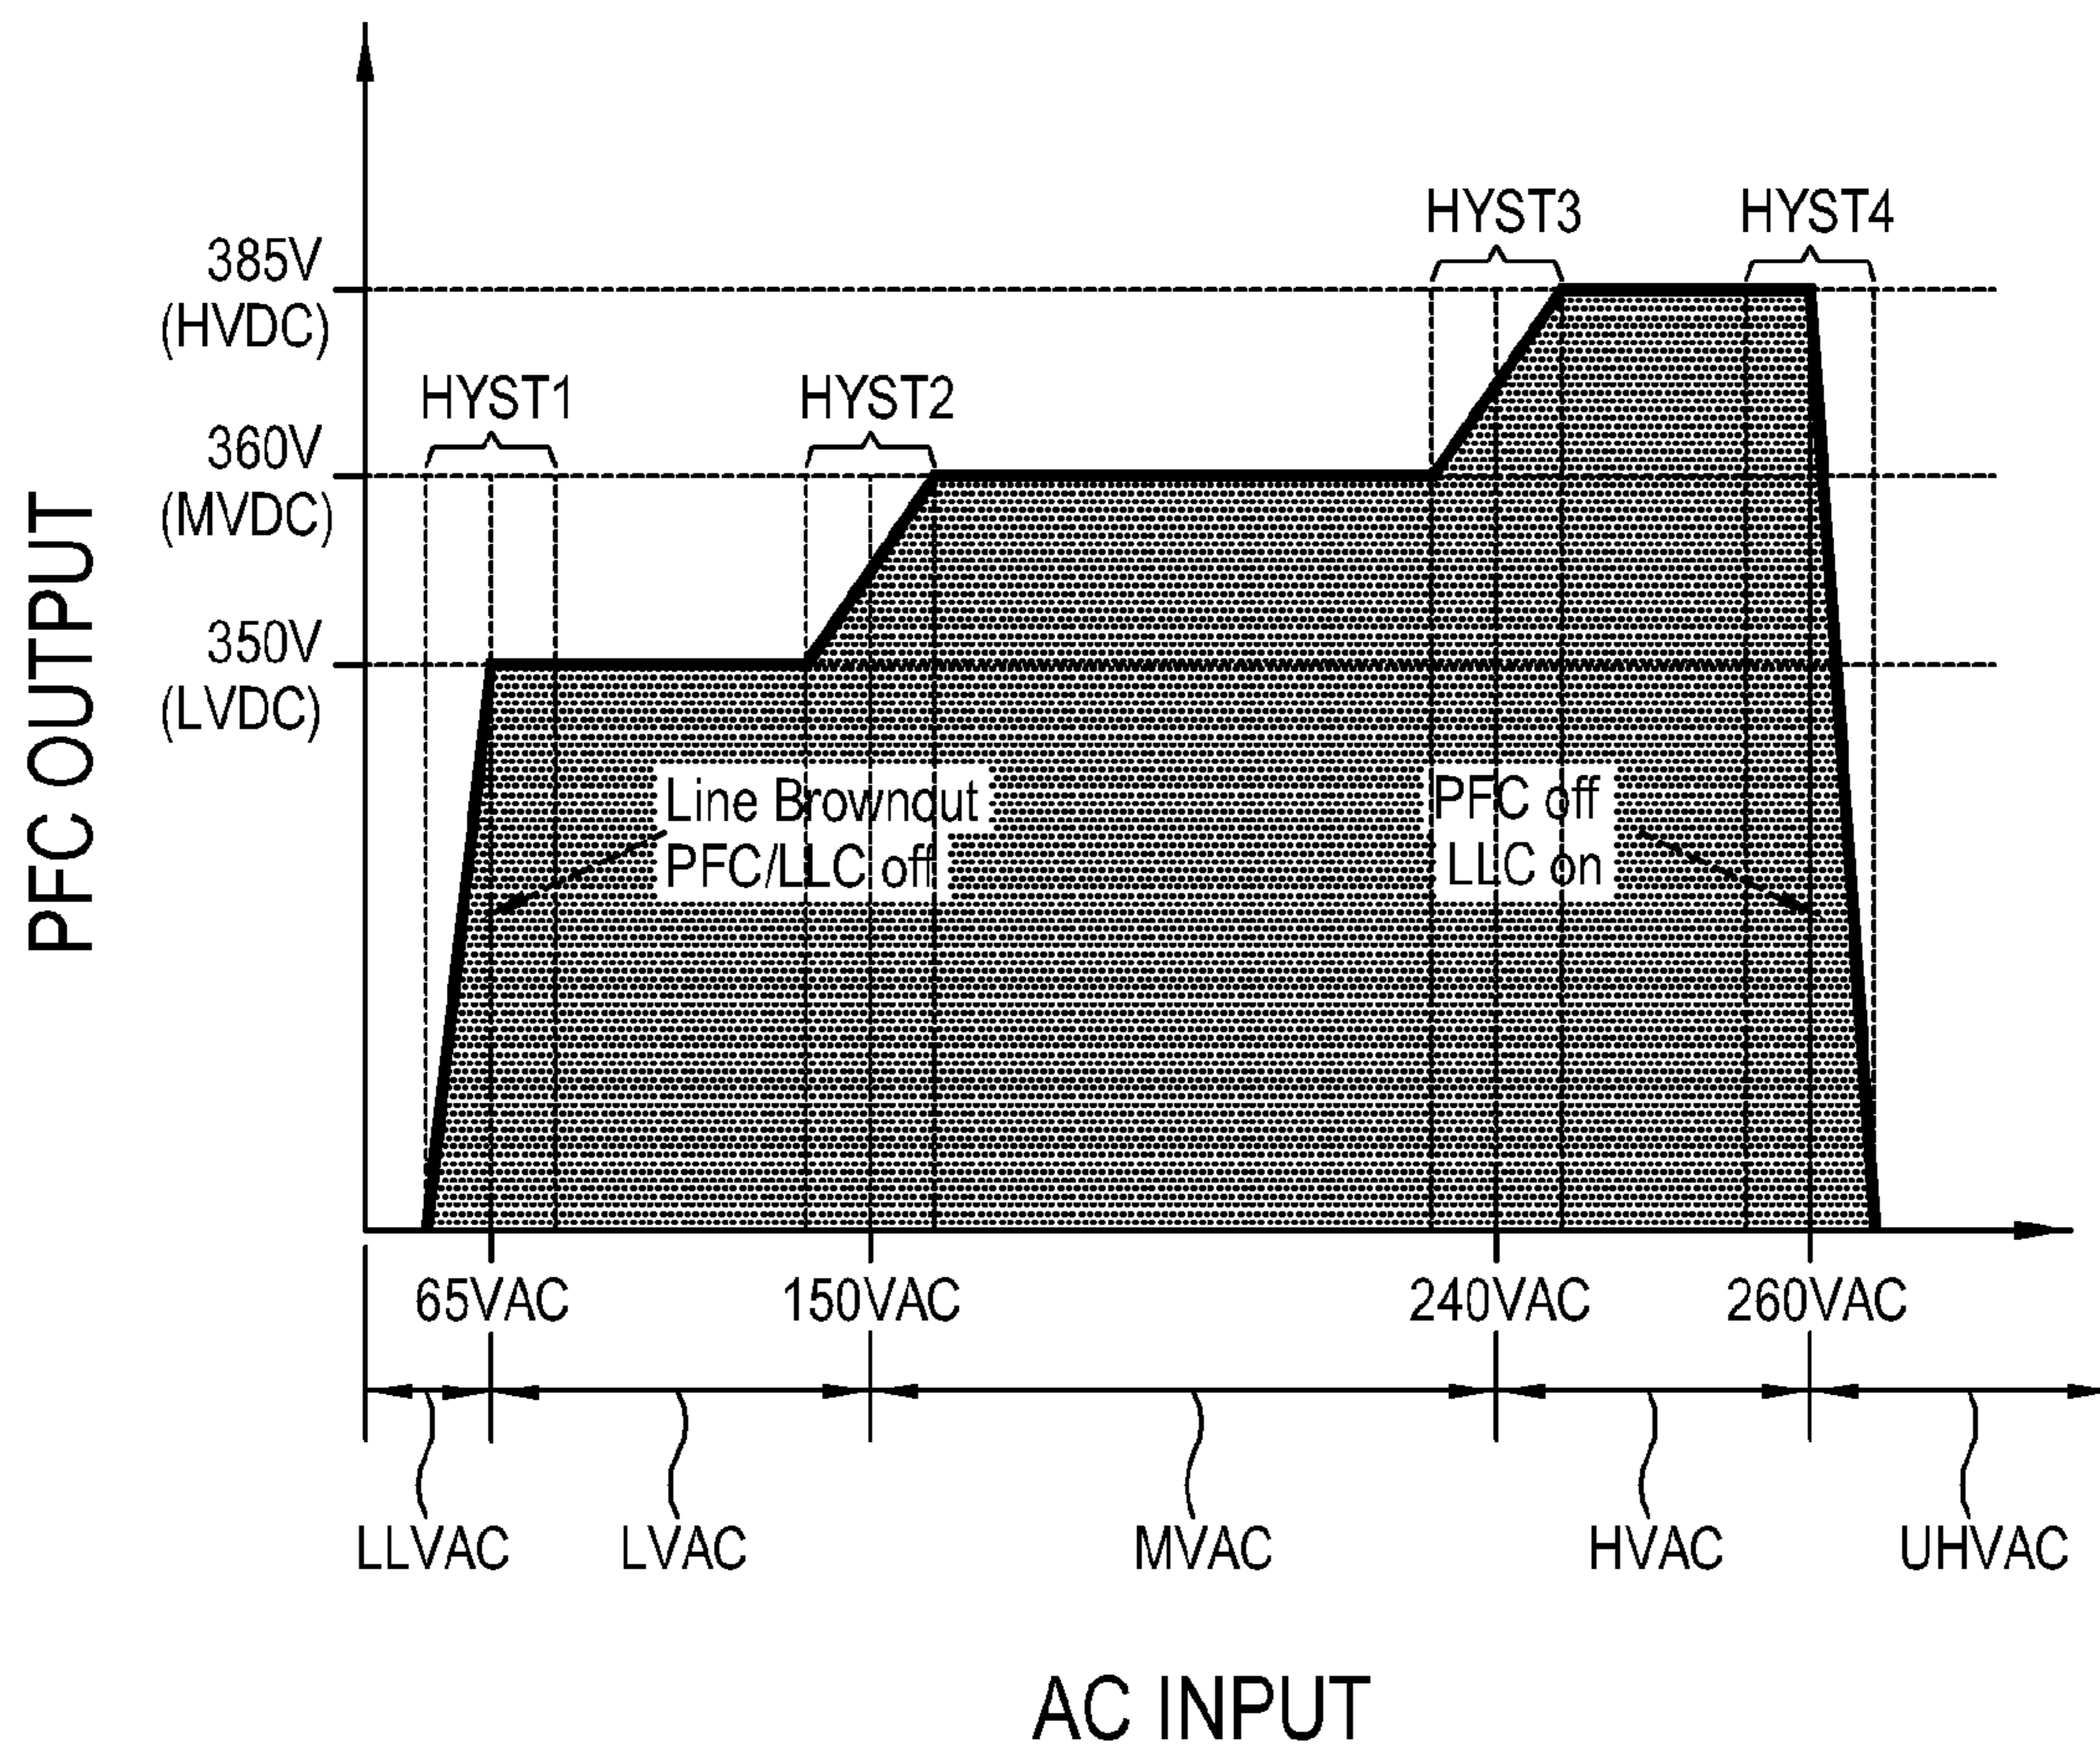 HYST3
HYST4
385V
(HVDC)
HYST1
HYST2
360V
(MVDC)
350V
(LVDC)
PFC OUTPUT
Line Brownout
PFC/LLC off
PFC off
LLC on
65VAC
150VAC
240VAC
260VAC
LLVAC
LVAC
MVAC
HVAC
UHVAC
AC INPUT